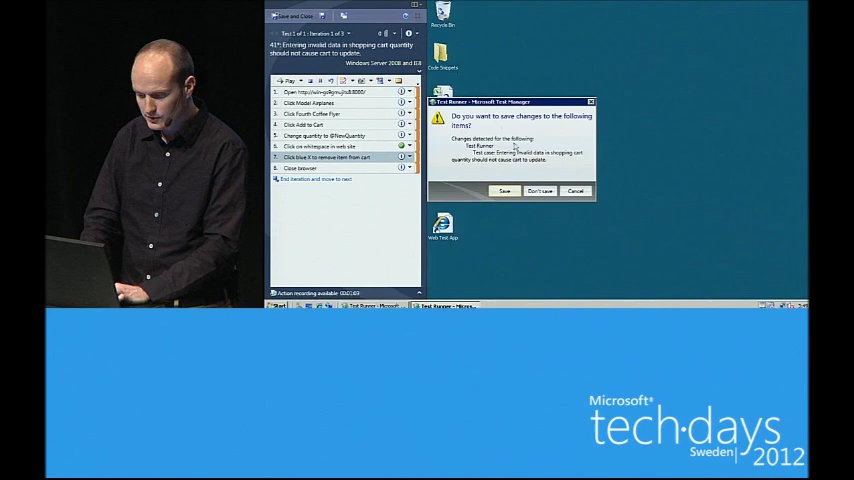 Save and Close
Test 1 of 1 - Iteration 1 of 3
41*: Entering invalid data in shopping cart quantity
should not cause cart to update.
Windows Server 2008 and IE8
Play
1. Open
2. Click Model Airplanes
3. Click Fourth Coffee Flyer
4. Click Add to Cart
5. Change quantity to @NewQuantity
6. Click on whitespace in web site
7. Click blue X to remove item from cart
8. Close browser
End iteration and move to next
Action recording available 00:01:03
Recycle Bin
Code Snippets
Test Runner - Microsoft Test Manager
Do you want to save changes to the following
items?
Changes detected for the following:
Test Runner
Test case: Entering invalid data in shopping cart
quantity should not cause cart to update.
Save
Don't save
Cancel
Web Test App
Start
Test Runner - Microsoft
Test Runner - Micros...
Microsoft®
tech·days
Sweden
2012